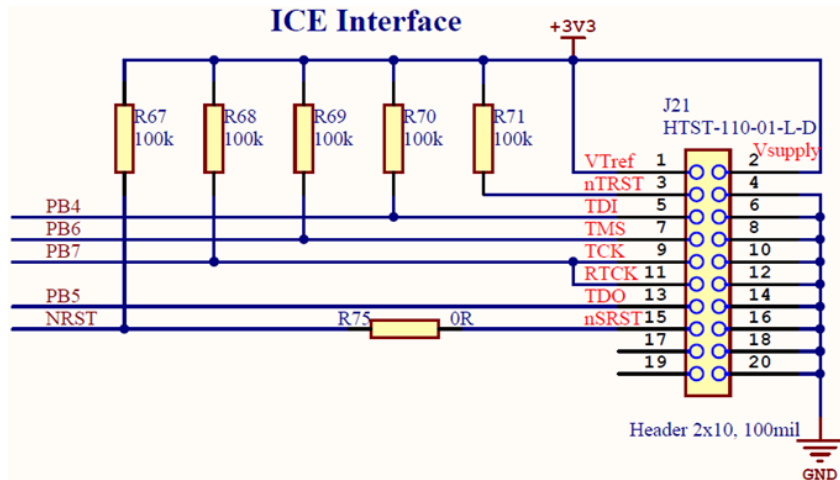 ICE Interface
+3V3
R67
100k
R68
100k
R69
100k
R70
100k
R71
100k
J21
HTST-110-01-L-D
VTref 1 2 Vsupply
nTRST 3 4
PB4 TDI 5 6
PB6 TMS 7 8
PB7 TCK 9 10
RTCK 11 12
PB5 TDO 13 14
NRST R75 0R nSRST 15 16
17 18
19 20
Header 2x10, 100mil
GND